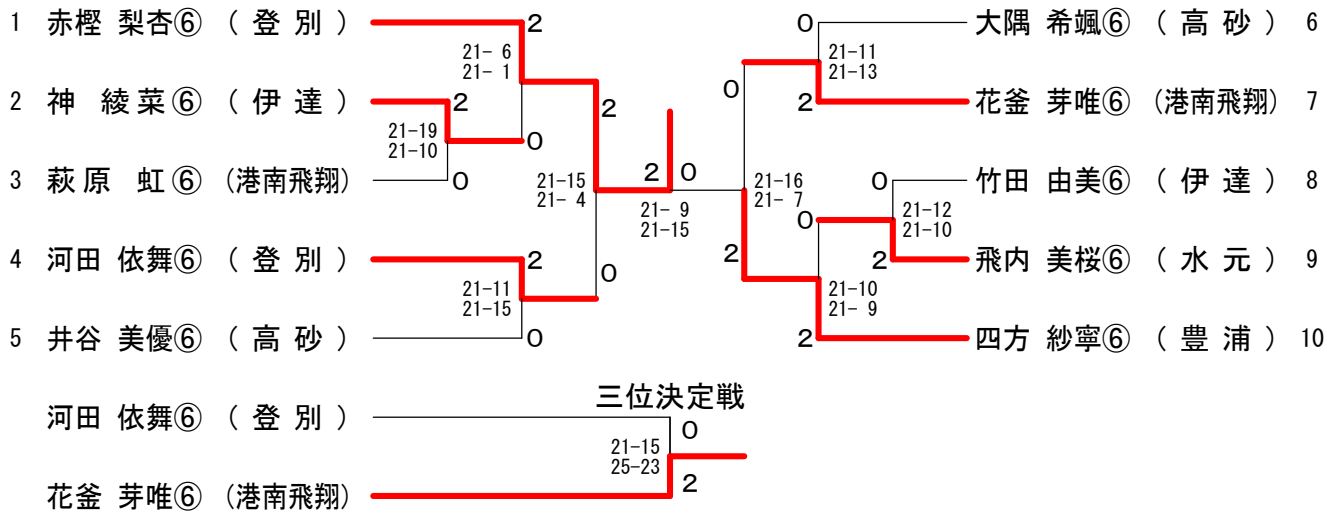 1 赤樫 梨杏⑥ （ 登 別 ） 2 0 大隅 希颯⑥ （ 高 砂 ） 6
21- 6 21-11
21- 1 21-13
0
2 神 綾菜⑥ （ 伊 達 ） 2 2 2 花釜 芽唯⑥ (港南飛翔) 7
21-19
21-10 0
3 萩原 虹⑥ (港南飛翔) 0 2 0 0 竹田 由美⑥ （ 伊 達 ） 8
21-15 21-16
21- 4 21- 7
21- 9 21-12
21-15 0 21-10
4 河田 依舞⑥ （ 登 別 ） 2 0 2 2 飛内 美桜⑥ （ 水 元 ） 9
21-11 21-10
21-15 21- 9
5 井谷 美優⑥ （ 高 砂 ） 0 2 四方 紗寧⑥ （ 豊 浦 ） 10
三位決定戦
河田 依舞⑥ （ 登 別 ） 0
21-15
25-23
花釜 芽唯⑥ (港南飛翔) 2